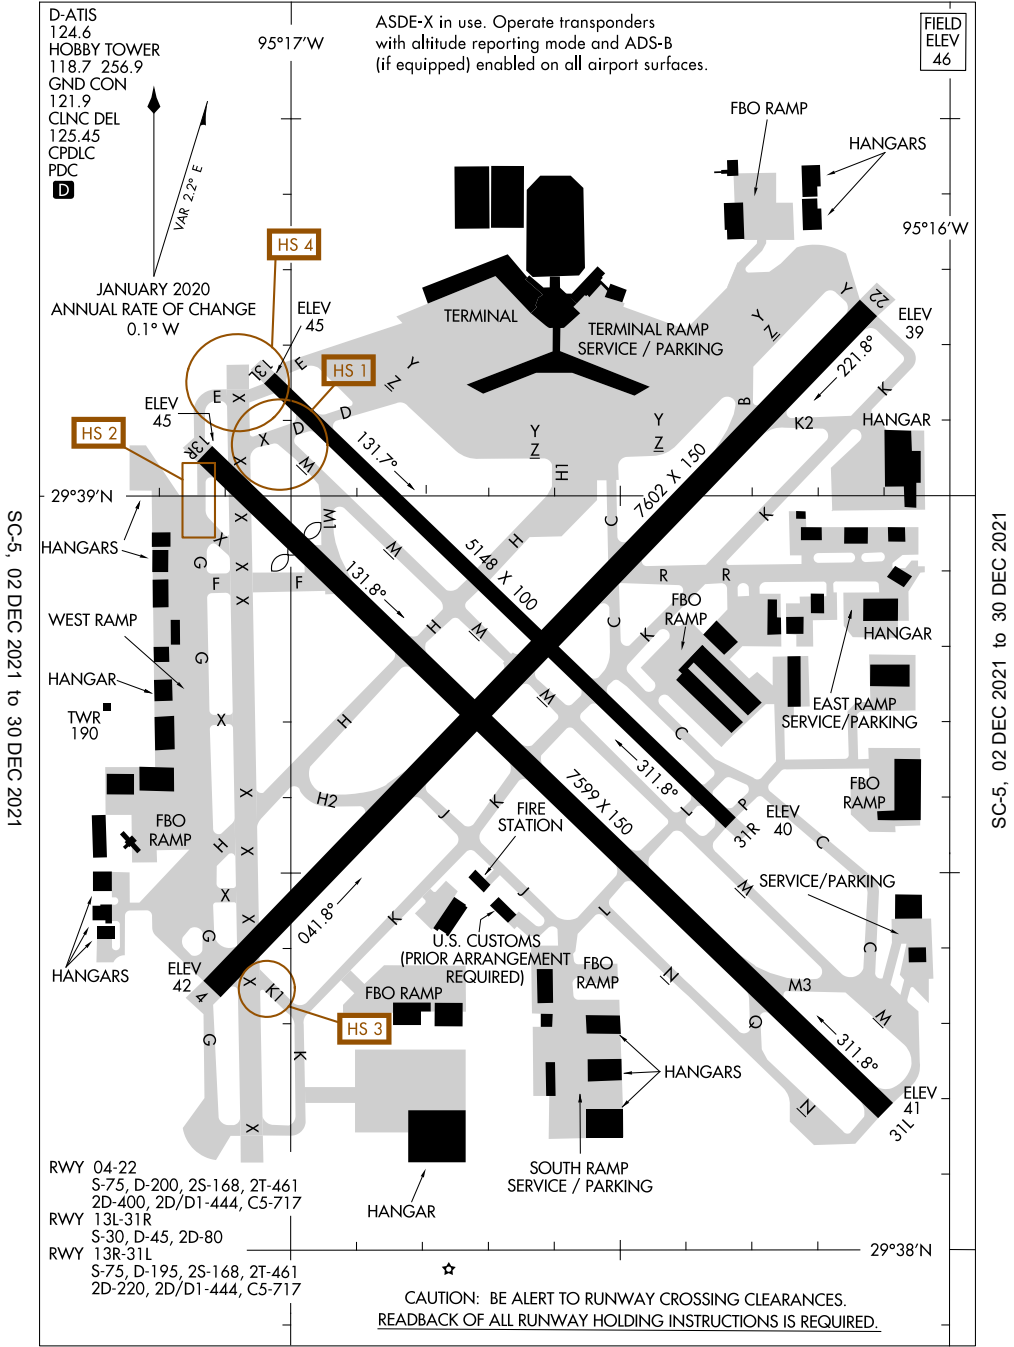 D-ATIS
124.6
HOBBY TOWER
118.7 256.9
GND CON
121.9
CLNC DEL
125.45
CPDLC
PDC
D
95°17'W
ASDE-X in use. Operate transponders
with altitude reporting mode and ADS-B
(if equipped) enabled on all airport surfaces.
FIELD
ELEV
46
VAR 2.2° E
JANUARY 2020
ANNUAL RATE OF CHANGE
0.1° W
FBO RAMP
HANGARS
95°16'W
HS 4
TERMINAL
TERMINAL RAMP
SERVICE / PARKING
ELEV
45
13L
E
HS 1
Y
Z
Y
Z
Y
22
ELEV
39
221.8°
K
ELEV
45
E
X
HS 2
13R
X
D
D
X
W
131.7°
Y
Z
Y
Z
B
K2
HANGAR
H1
7602 X 150
29°39'N
HANGARS
X
X
G
X
F
X
F
M1
W
H
C
K
5148 X 100
131.8°
R
R
FBO
RAMP
HANGAR
WEST RAMP
G
H
W
C
K
HANGAR
TWR
190
X
H
W
C
EAST RAMP
SERVICE/PARKING
311.8°
7599 X 150
FBO
RAMP
X
H2
K
J
FIRE
STATION
L
P
31R
ELEV
40
C
FBO
RAMP
H
X
X
X
G
K
J
L
W
SERVICE/PARKING
041.8°
U.S. CUSTOMS
(PRIOR ARRANGEMENT
REQUIRED)
HANGARS
ELEV
42
4
X
K1
FBO RAMP
FBO
RAMP
N
C
M3
HS 3
G
K
Q
W
311.8°
HANGARS
ELEV
41
31L
N
X
SOUTH RAMP
SERVICE / PARKING
HANGAR
RWY 04-22
S-75, D-200, 2S-168, 2T-461
2D-400, 2D/D1-444, C5-717
RWY 13L-31R
S-30, D-45, 2D-80
RWY 13R-31L
S-75, D-195, 2S-168, 2T-461
2D-220, 2D/D1-444, C5-717
29°38'N
CAUTION: BE ALERT TO RUNWAY CROSSING CLEARANCES.
READBACK OF ALL RUNWAY HOLDING INSTRUCTIONS IS REQUIRED.
SC-5, 02 DEC 2021 to 30 DEC 2021
SC-5, 02 DEC 2021 to 30 DEC 2021